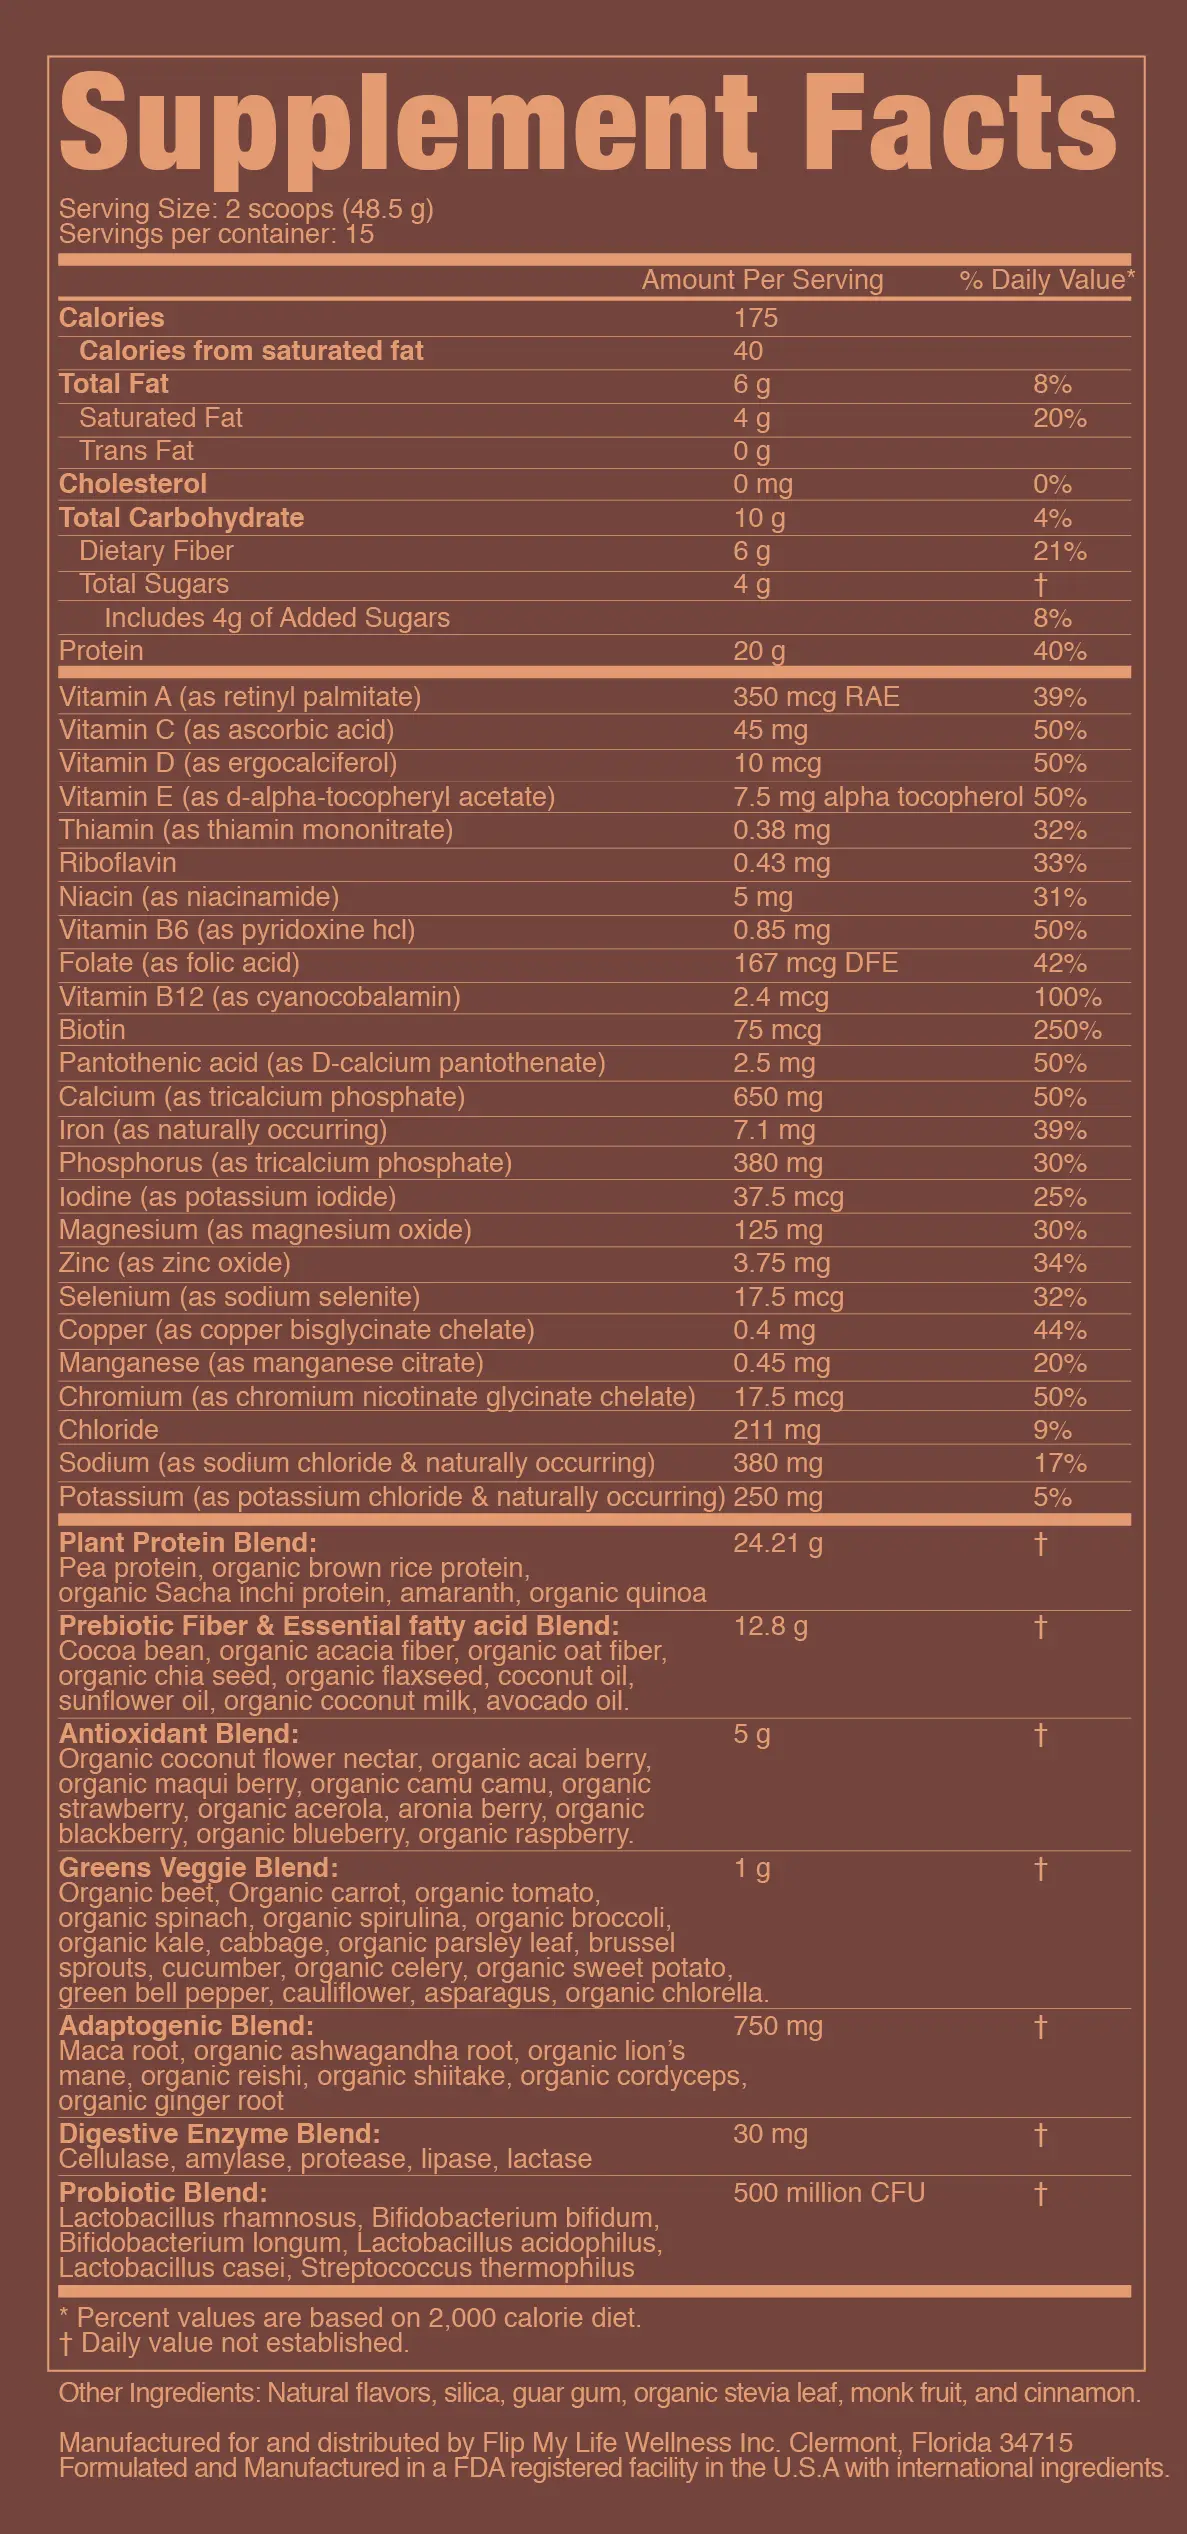 Supplement Facts
Serving Size: 2 scoops (48.5 g)
Servings per container: 15
Amount Per Serving % Daily Value*
Calories 175
Calories from saturated fat 40
Total Fat 6 g 8%
Saturated Fat 4 g 20%
Trans Fat 0 g
Cholesterol 0 mg 0%
Total Carbohydrate 10 g 4%
Dietary Fiber 6 g 21%
Total Sugars 4 g †
Includes 4g of Added Sugars 8%
Protein 20 g 40%
Vitamin A (as retinyl palmitate) 350 mcg RAE 39%
Vitamin C (as ascorbic acid) 45 mg 50%
Vitamin D (as ergocalciferol) 10 mcg 50%
Vitamin E (as d-alpha-tocopheryl acetate) 7.5 mg alpha tocopherol 50%
Thiamin (as thiamin mononitrate) 0.38 mg 32%
Riboflavin 0.43 mg 33%
Niacin (as niacinamide) 5 mg 31%
Vitamin B6 (as pyridoxine hcl) 0.85 mg 50%
Folate (as folic acid) 167 mcg DFE 42%
Vitamin B12 (as cyanocobalamin) 2.4 mcg 100%
Biotin 75 mcg 250%
Pantothenic acid (as D-calcium pantothenate) 2.5 mg 50%
Calcium (as tricalcium phosphate) 650 mg 50%
Iron (as naturally occurring) 7.1 mg 39%
Phosphorus (as tricalcium phosphate) 380 mg 30%
Iodine (as potassium iodide) 37.5 mcg 25%
Magnesium (as magnesium oxide) 125 mg 30%
Zinc (as zinc oxide) 3.75 mg 34%
Selenium (as sodium selenite) 17.5 mcg 32%
Copper (as copper bisglycinate chelate) 0.4 mg 44%
Manganese (as manganese citrate) 0.45 mg 20%
Chromium (as chromium nicotinate glycinate chelate) 17.5 mcg 50%
Chloride 211 mg 9%
Sodium (as sodium chloride & naturally occurring) 380 mg 17%
Potassium (as potassium chloride & naturally occurring) 250 mg 5%
Plant Protein Blend: 24.21 g †
Pea protein, organic brown rice protein,
organic Sacha inchi protein, amaranth, organic quinoa
Prebiotic Fiber & Essential fatty acid Blend: 12.8 g †
Cocoa bean, organic acacia fiber, organic oat fiber,
organic chia seed, organic flaxseed, coconut oil,
sunflower oil, organic coconut milk, avocado oil.
Antioxidant Blend: 5 g †
Organic coconut flower nectar, organic acai berry,
organic maqui berry, organic camu camu, organic
strawberry, organic acerola, aronia berry, organic
blackberry, organic blueberry, organic raspberry.
Greens Veggie Blend: 1 g †
Organic beet, Organic carrot, organic tomato,
organic spinach, organic spirulina, organic broccoli,
organic kale, cabbage, organic parsley leaf, brussel
sprouts, cucumber, organic celery, organic sweet potato,
green bell pepper, cauliflower, asparagus, organic chlorella.
Adaptogenic Blend: 750 mg †
Maca root, organic ashwagandha root, organic lion’s
mane, organic reishi, organic shiitake, organic cordyceps,
organic ginger root
Digestive Enzyme Blend: 30 mg †
Cellulase, amylase, protease, lipase, lactase
Probiotic Blend: 500 million CFU †
Lactobacillus rhamnosus, Bifidobacterium bifidum,
Bifidobacterium longum, Lactobacillus acidophilus,
Lactobacillus casei, Streptococcus thermophilus
* Percent values are based on 2,000 calorie diet.
† Daily value not established.
Other Ingredients: Natural flavors, silica, guar gum, organic stevia leaf, monk fruit, and cinnamon.
Manufactured for and distributed by Flip My Life Wellness Inc. Clermont, Florida 34715
Formulated and Manufactured in a FDA registered facility in the U.S.A with international ingredients.